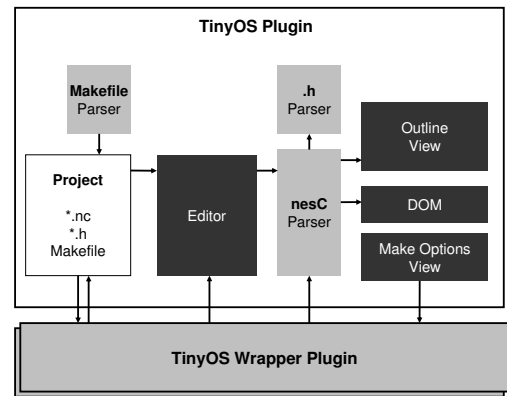 TinyOS Plugin
Makefile
Parser
.h
Parser
Outline
View
Project
*.nc
*.h
Makefile
Editor
nesC
Parser
DOM
Make Options
View
TinyOS Wrapper Plugin